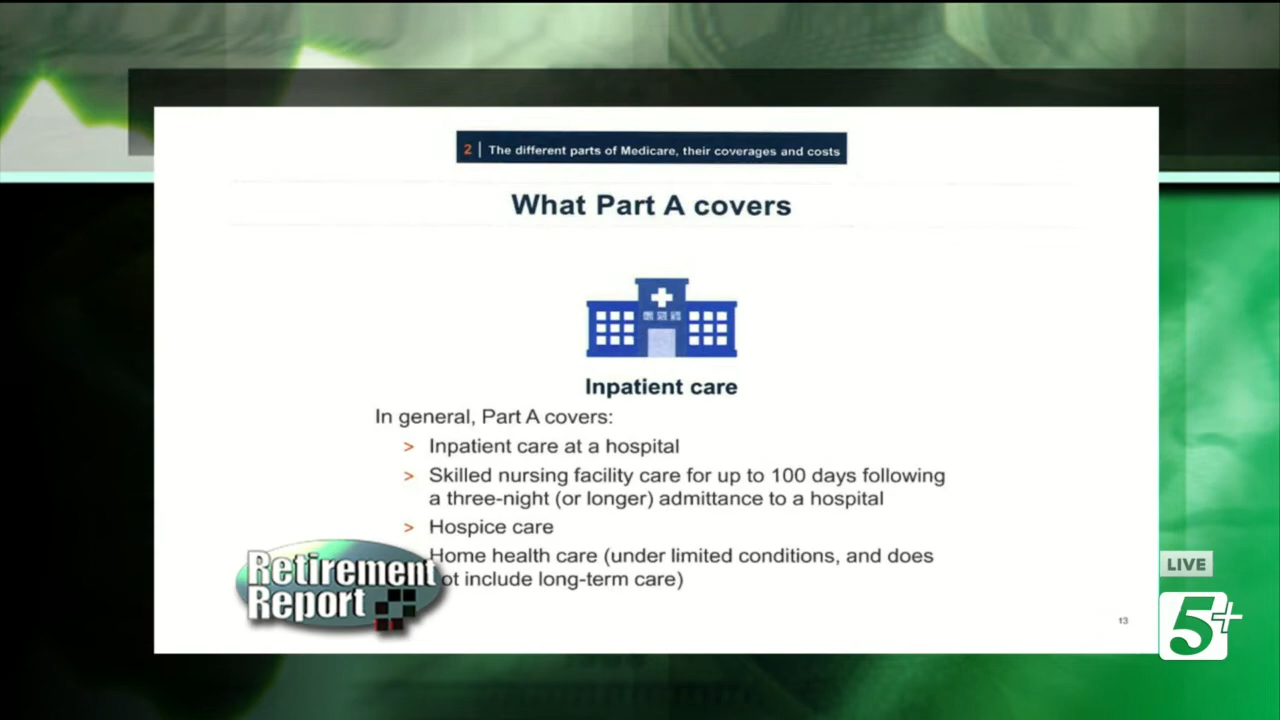 2 | The different parts of Medicare, their coverages and costs
What Part A covers
Inpatient care
In general, Part A covers:
> Inpatient care at a hospital
> Skilled nursing facility care for up to 100 days following
a three-night (or longer) admittance to a hospital
> Hospice care
Home health care (under limited conditions, and does
ot include long-term care)
Retirement
Report
13
LIVE
5+